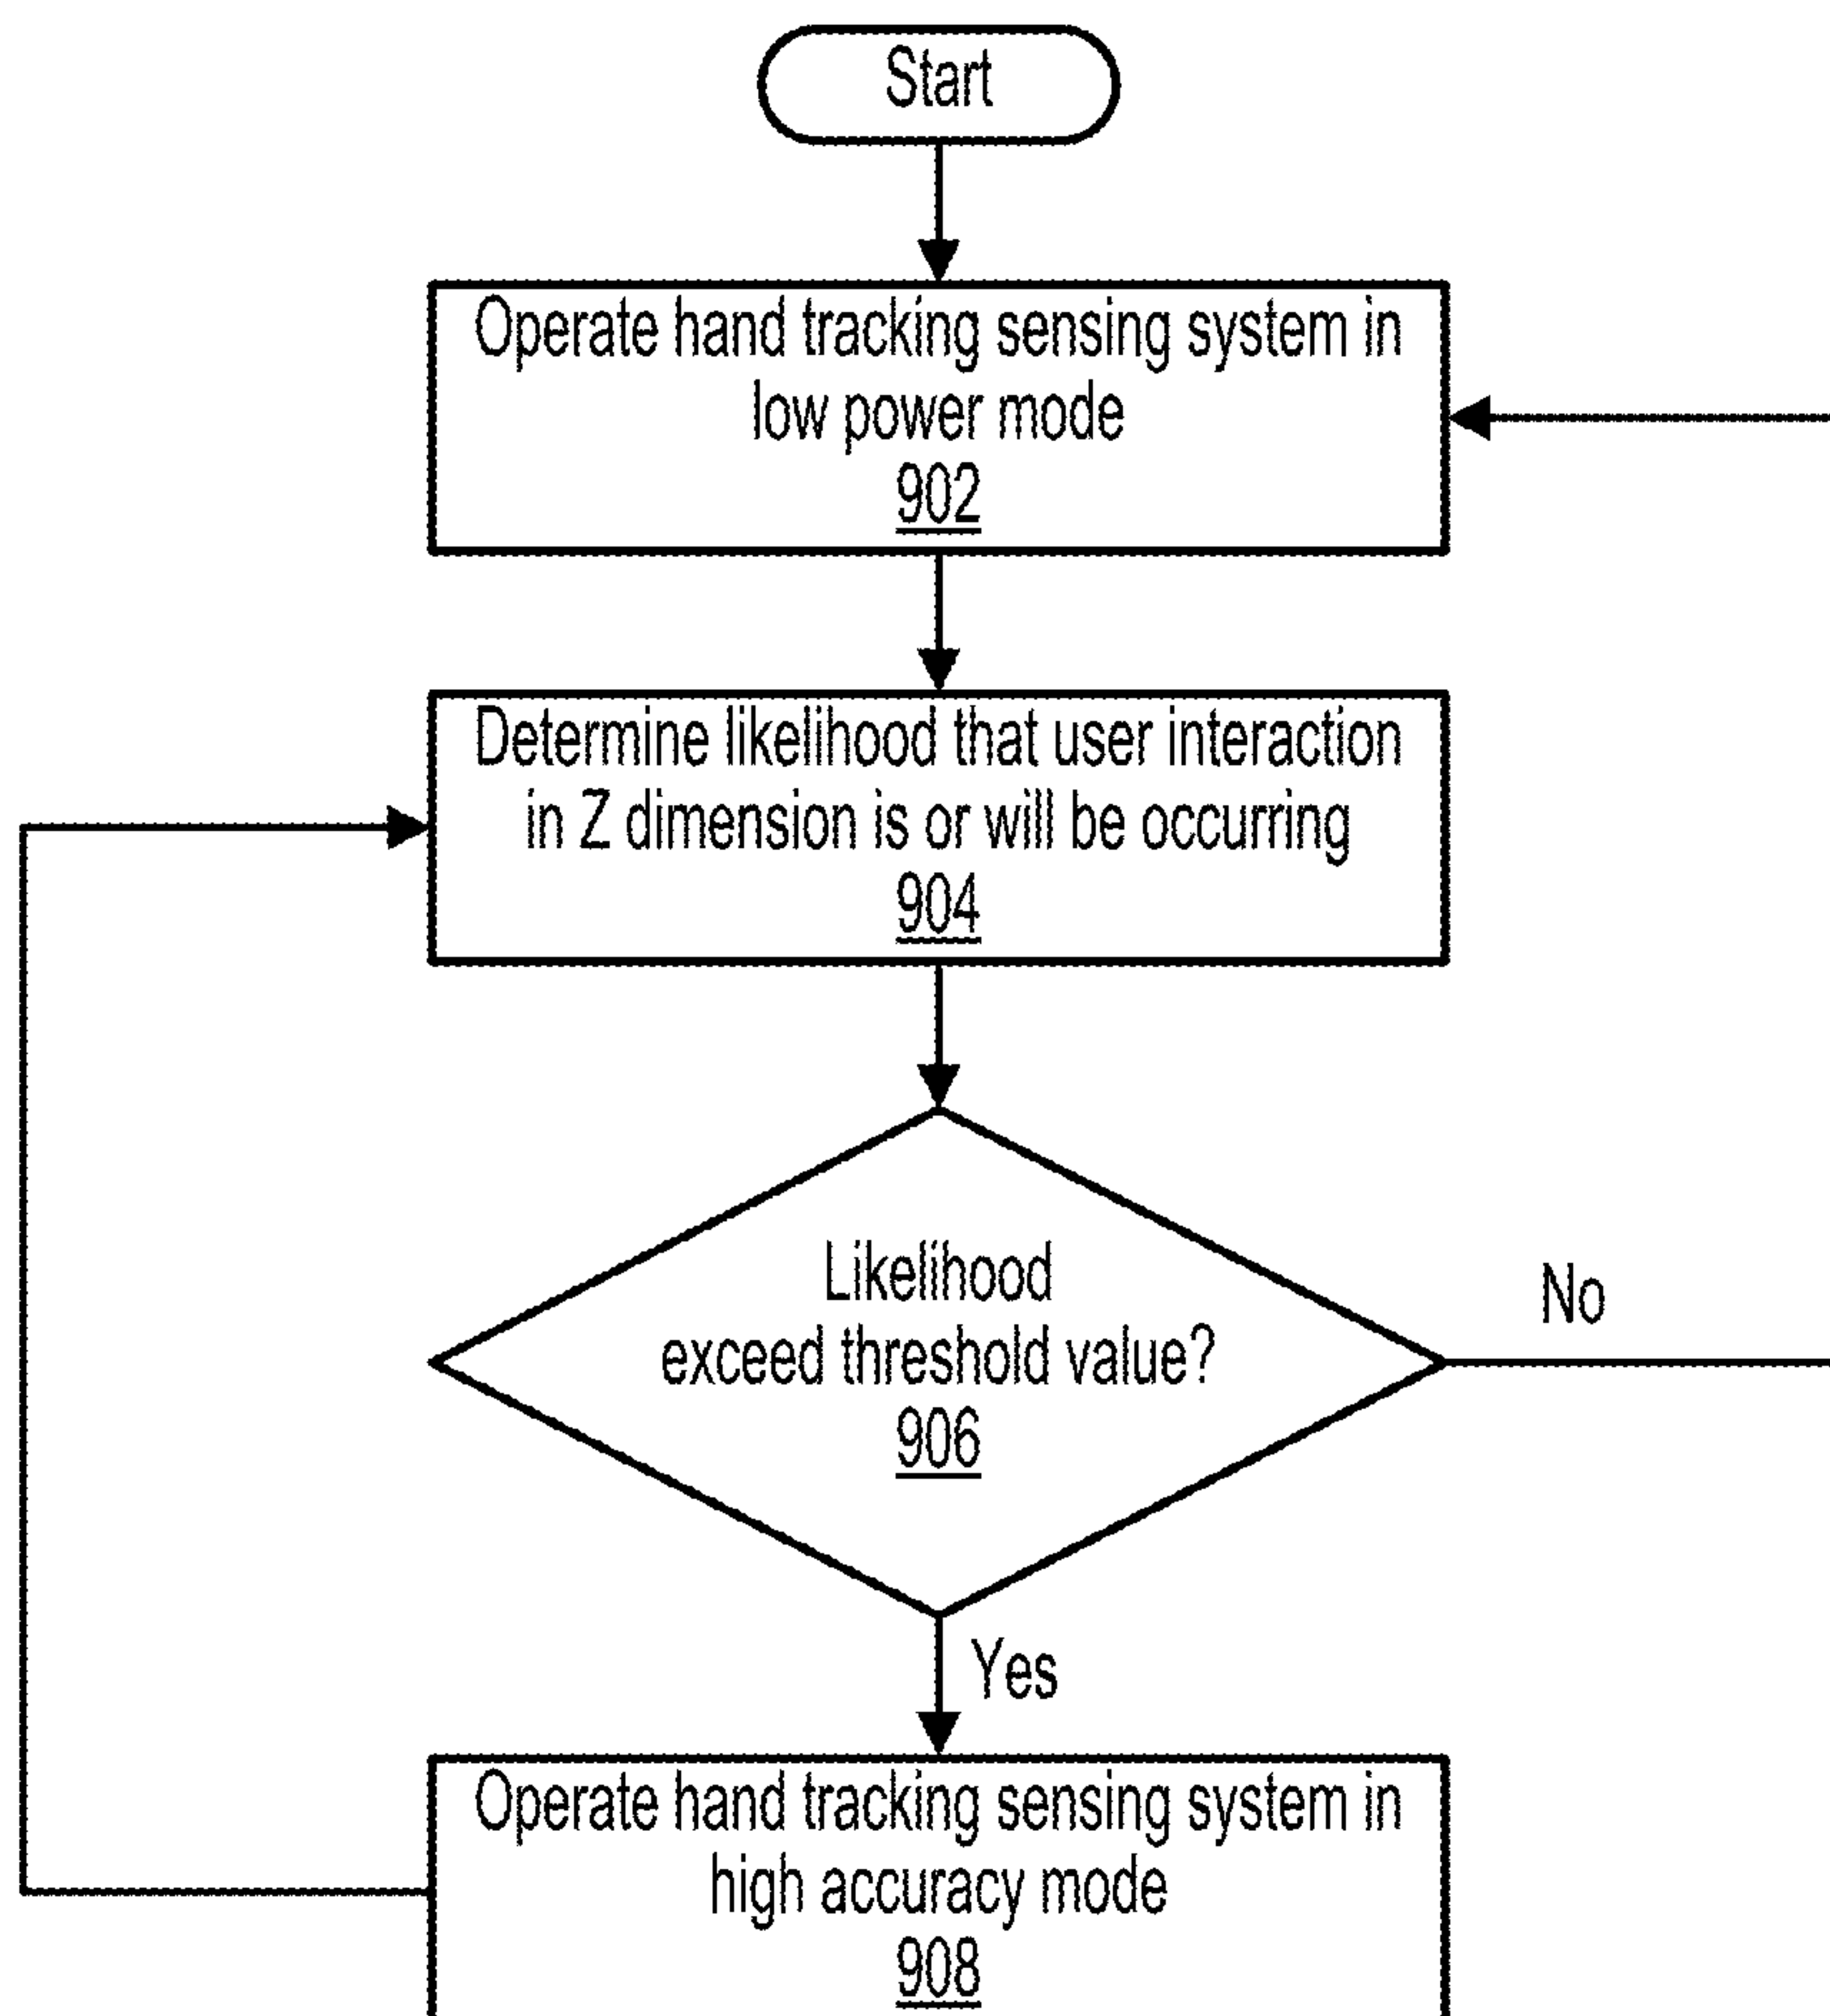 Start
Operate hand tracking sensing system in
low power mode
902
Determine likelihood that user interaction
in Z dimension is or will be occurring
904
Likelihood
exceed threshold value?
906
No
Yes
Operate hand tracking sensing system in
high accuracy mode
908